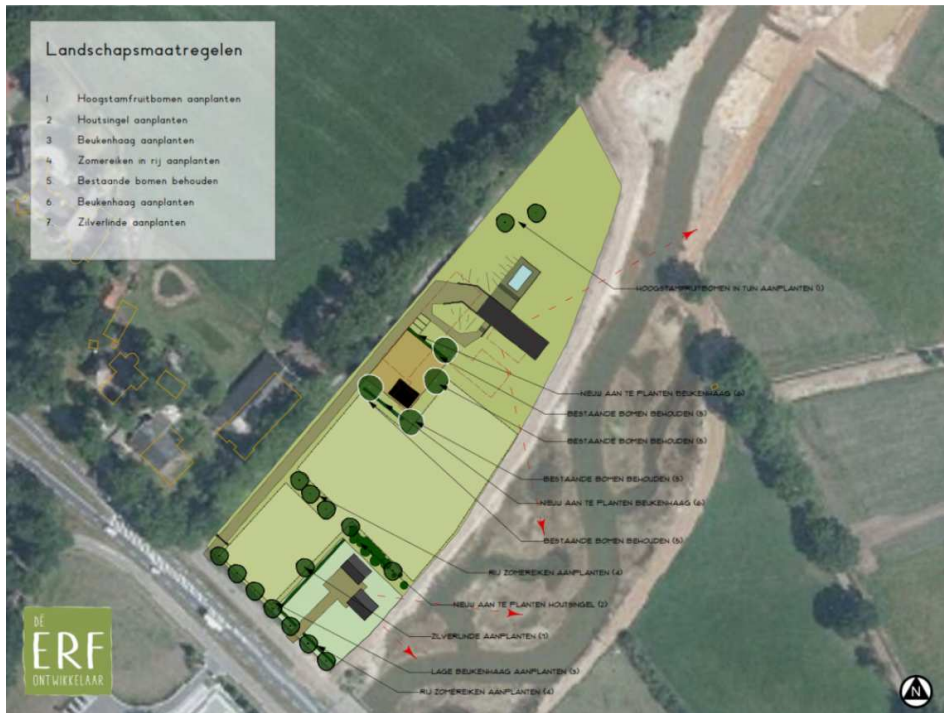 Landschapsmaatregelen
1 Hoogstamfruitbomen aanplanten
2 Houtsingel aanplanten
3 Beukenhaag aanplanten
4 Zomereiken in rij aanplanten
5 Bestaande bomen behouden
6 Beukenhaag aanplanten
7 Zilverlinde aanplanten
HOOGSTAMFRUITBOMEN IN TUIN AANPLANTEN (1)
NIEUW AAN TE PLANTEN BEUKENHAAG (6)
BESTAANDE BOMEN BEHOUDEN (5)
BESTAANDE BOMEN BEHOUDEN (5)
BESTAANDE BOMEN BEHOUDEN (5)
NIEUW AAN TE PLANTEN BEUKENHAAG (6)
BESTAANDE BOMEN BEHOUDEN (5)
RIJ ZOMEREIKEN AANPLANTEN (4)
NIEUW AAN TE PLANTEN HOUTSINGEL (2)
ZILVERLINDE AANPLANTEN (7)
LAGE BEUKENHAAG AANPLANTEN (3)
RIJ ZOMEREIKEN AANPLANTEN (4)
DE
ERF
ONTWIKKELAAR
N